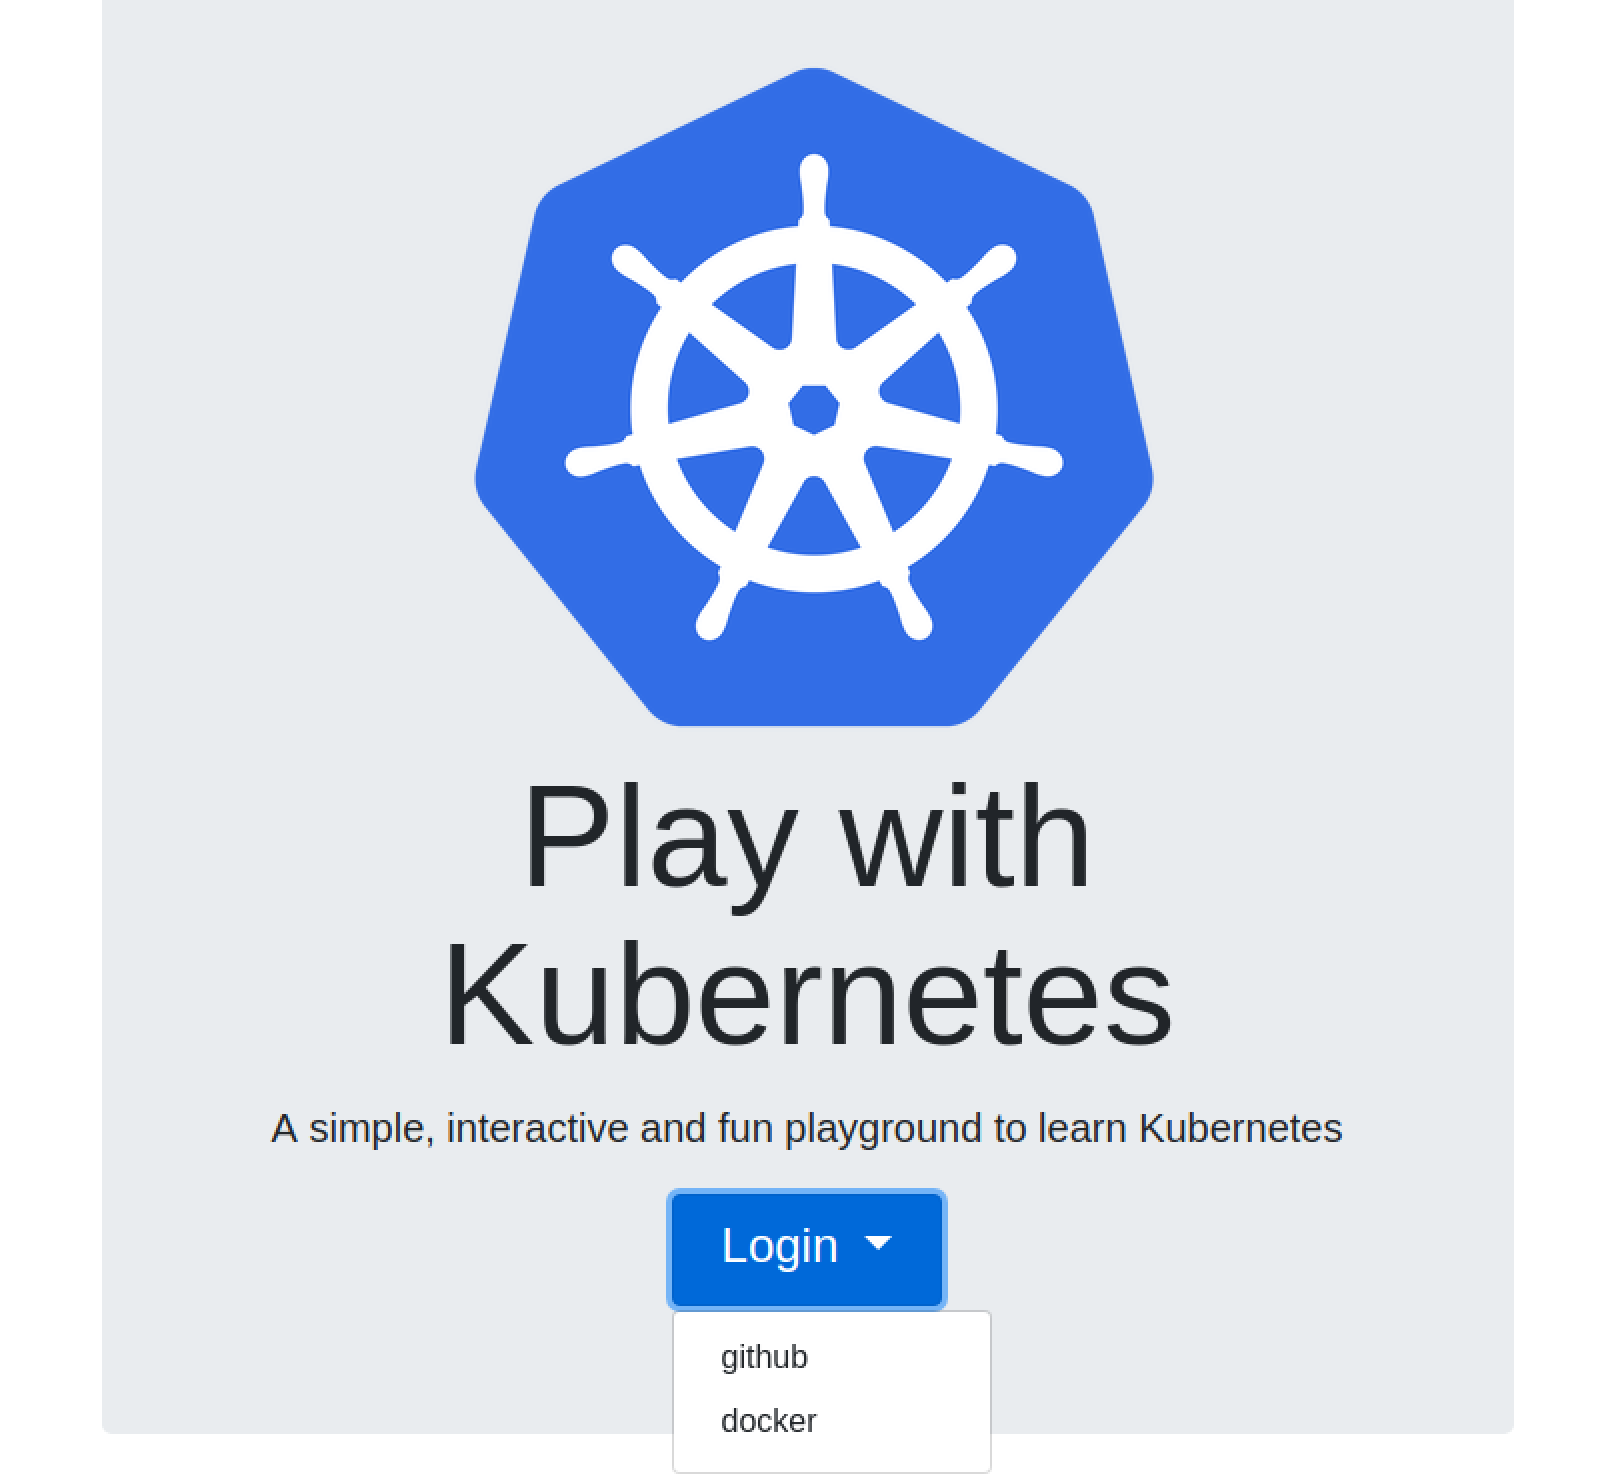 Play with
Kubernetes
A simple, interactive and fun playground to learn Kubernetes
Login
github
docker